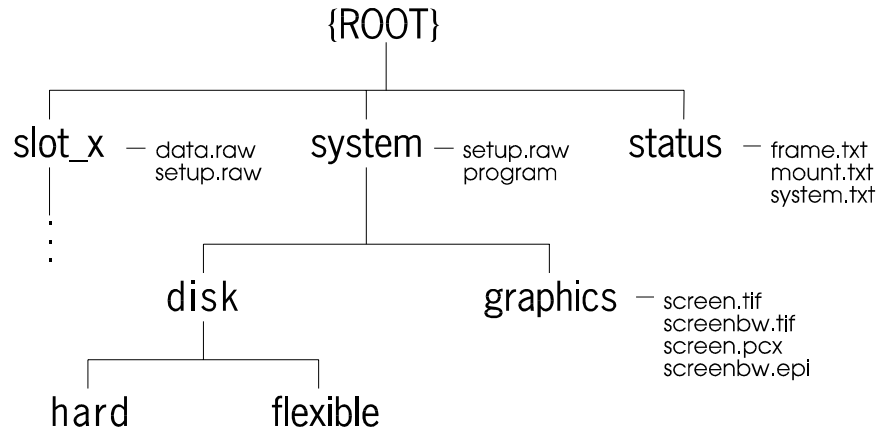 {ROOT}
slot_x – data.raw
setup.raw
system – setup.raw
program
status – frame.txt
mount.txt
system.txt
disk
graphics – screen.tif
screenbw.tif
screen.pcx
screenbw.epi
hard
flexible